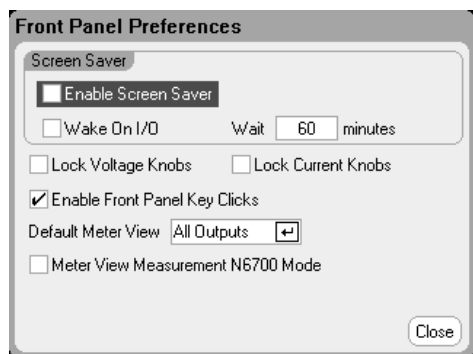 Front Panel Preferences
Screen Saver
Enable Screen Saver
Wake On I/O Wait 60 minutes
Lock Voltage Knobs Lock Current Knobs
Enable Front Panel Key Clicks
Default Meter View All Outputs
Meter View Measurement N6700 Mode
Close